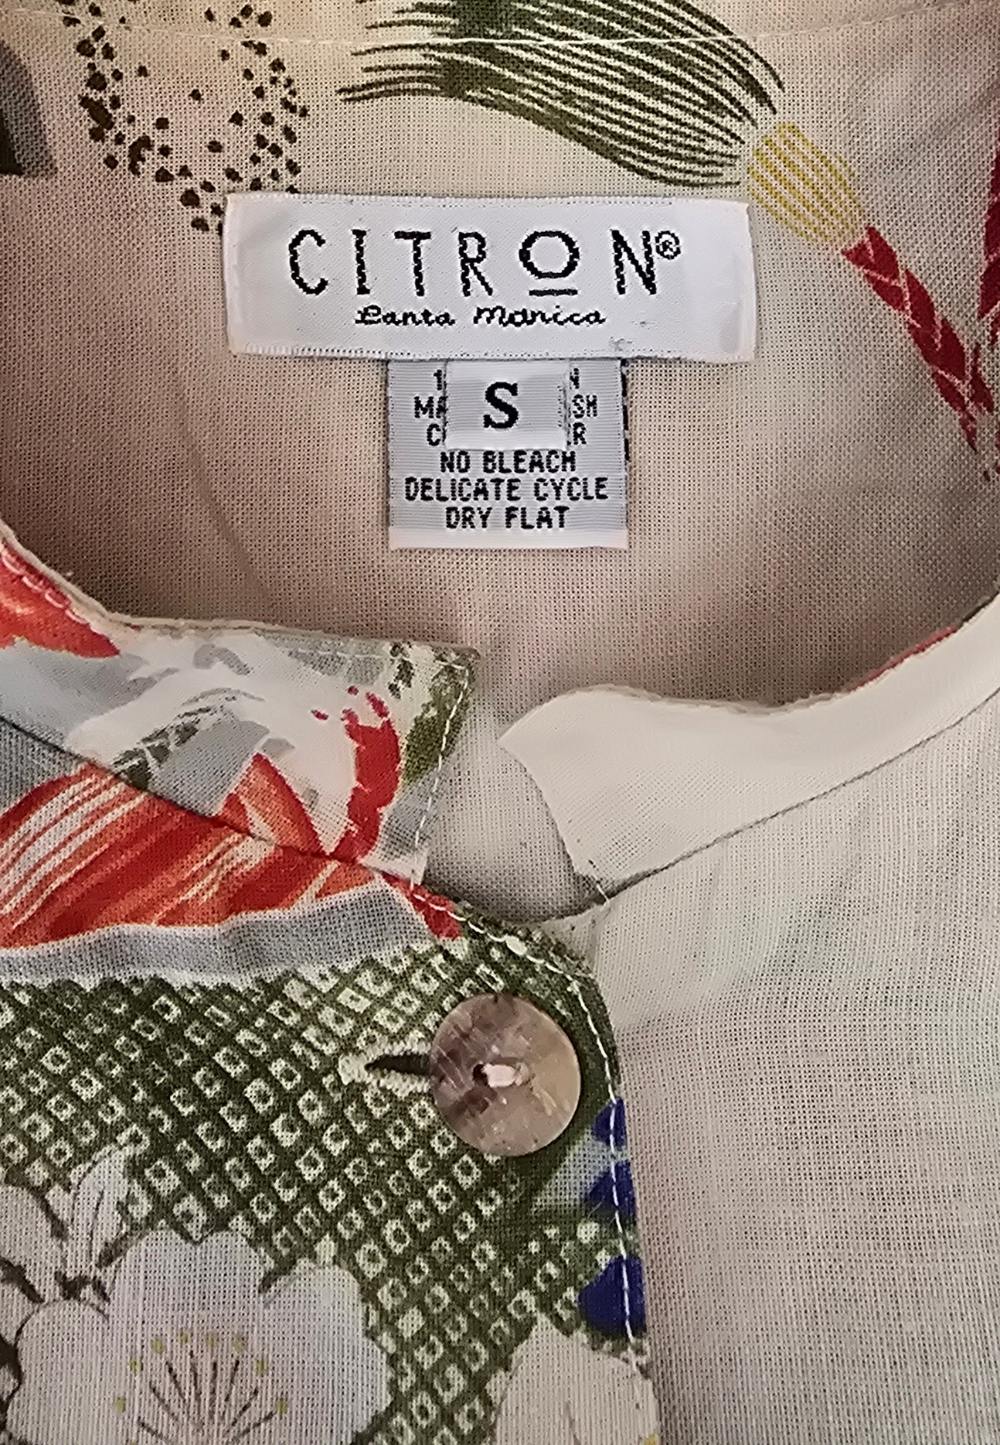 CITRON®
Santa Monica
S
NO BLEACH
DELICATE CYCLE
DRY FLAT